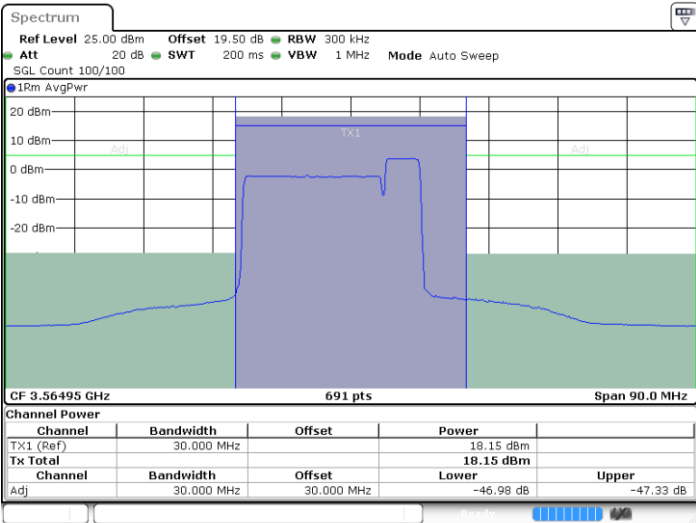 Spectrum
Ref Level 25.00 dBm Offset 19.50 dB RBW 300 kHz
Att 20 dB SWT 200 ms VBW 1 MHz Mode Auto Sweep
SGL Count 100/100
1Rm AvgPwr
20 dBm
TX1
10 dBm
Adj Adj
0 dBm
-10 dBm
-20 dBm
CF 3.56495 GHz 691 pts Span 90.0 MHz
Channel Power
Channel Bandwidth Offset Power
TX1 (Ref) 30.000 MHz 18.15 dBm
Tx Total 18.15 dBm
Channel Bandwidth Offset Lower Upper
Adj 30.000 MHz 30.000 MHz -46.98 dB -47.33 dB
Ready